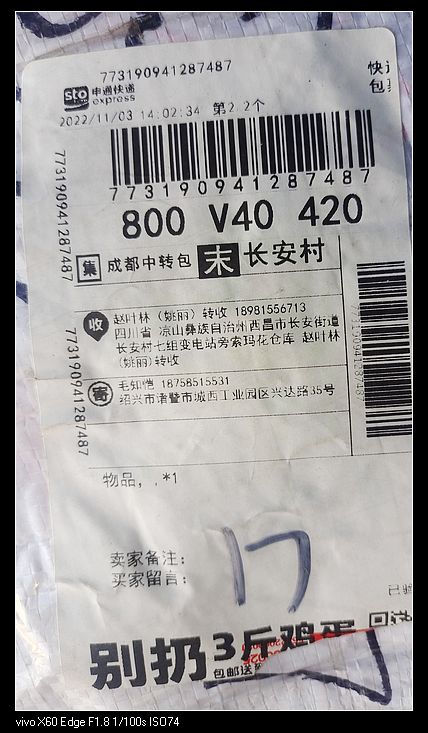 773190941287487
sto 申通快递
express
2022/11/03 14:02:34 第2.2个
773190941287487
773190941287487
800 V40 420
集 成都中转包 末 长安村
收 赵叶林（姚丽）转收 18981556713
四川省 凉山彝族自治州西昌市长安街道
长安村七组变电站旁索玛花仓库 赵叶林
（姚丽）转收
773190941287487
773190941287487
寄 毛知恺 18758515531
绍兴市诸暨市城西工业园区兴达路35号
物品，.*1
卖家备注：
买家留言：
17
别扔3斤鸡蛋
包邮送
vivo X60 Edge F1.8 1/100s ISO74